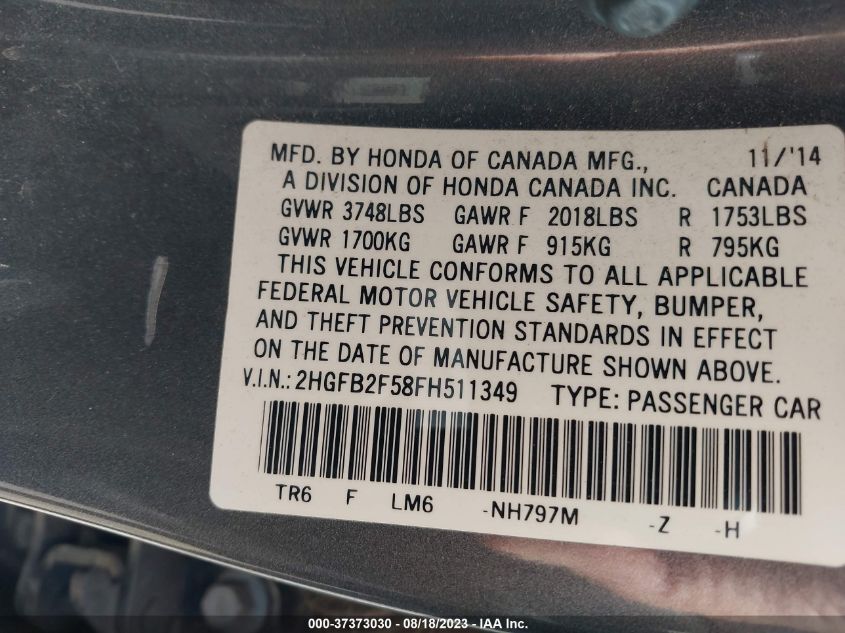 MFD. BY HONDA OF CANADA MFG., 11/'14
A DIVISION OF HONDA CANADA INC. CANADA
GVWR 3748LBS GAWR F 2018LBS R 1753LBS
GVWR 1700KG GAWR F 915KG R 795KG
THIS VEHICLE CONFORMS TO ALL APPLICABLE
FEDERAL MOTOR VEHICLE SAFETY, BUMPER,
AND THEFT PREVENTION STANDARDS IN EFFECT
ON THE DATE OF MANUFACTURE SHOWN ABOVE.
V.I.N.: 2HGFB2F58FH511349 TYPE: PASSENGER CAR
TR6 F LM6 -NH797M -Z -H
000-37373030 - 08/18/2023 - IAA Inc.